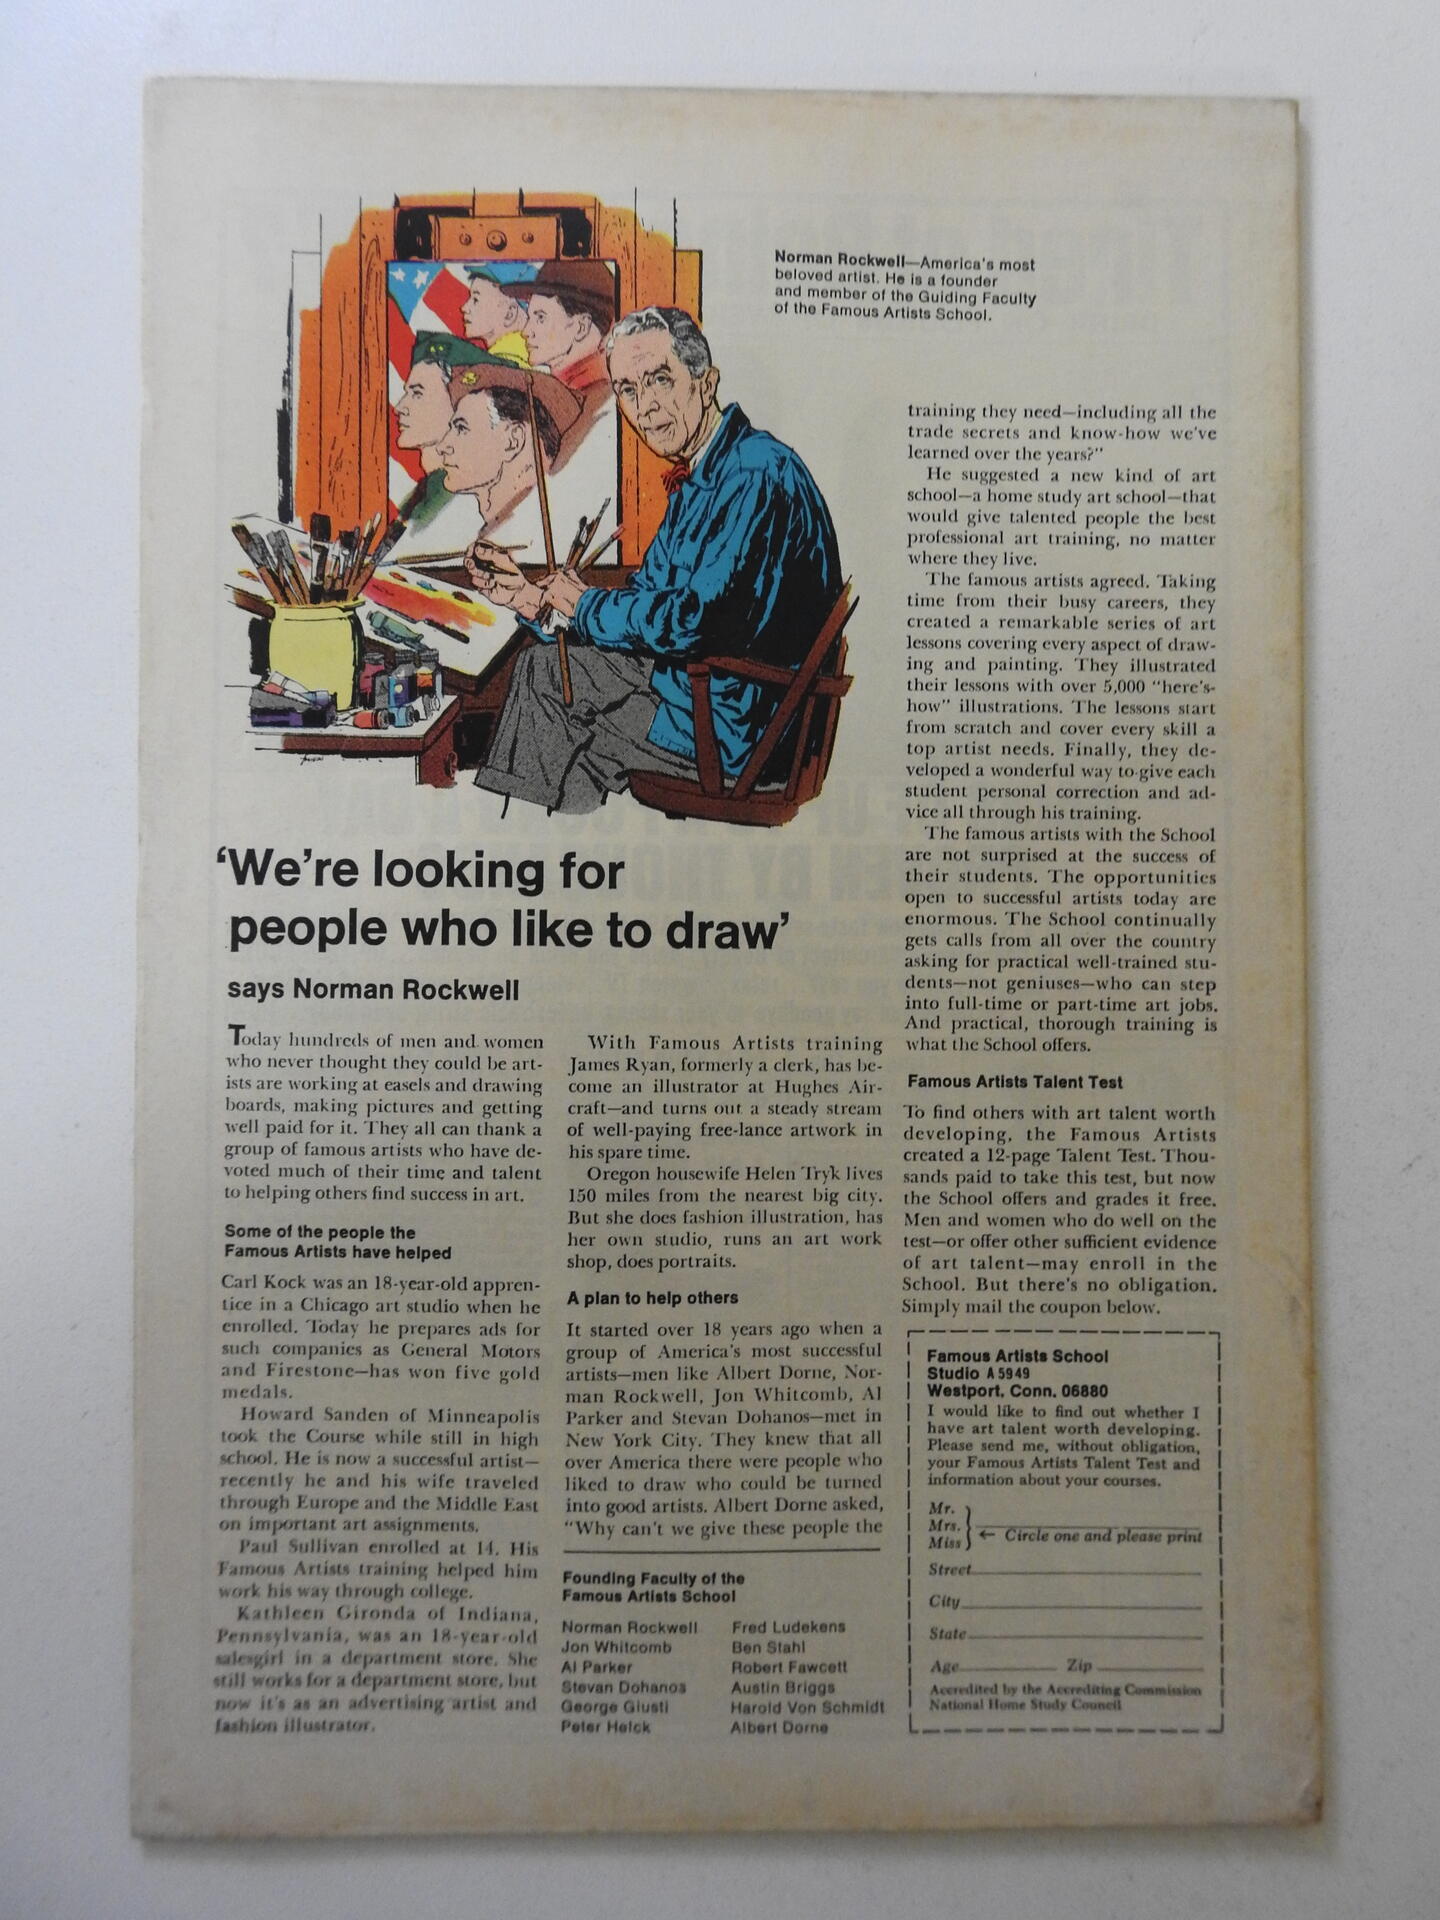 Norman Rockwell—America's most
beloved artist. He is a founder
and member of the Guiding Faculty
of the Famous Artists School.
'We're looking for
people who like to draw'
says Norman Rockwell
Today hundreds of men and women
who never thought they could be art-
ists are working at easels and drawing
boards, making pictures and getting
well paid for it. They all can thank a
group of famous artists who have de-
voted much of their time and talent
to helping others find success in art.
Some of the people the
Famous Artists have helped
Carl Kock was an 18-year-old appren-
tice in a Chicago art studio when he
enrolled. Today he prepares ads for
such companies as General Motors
and Firestone—has won five gold
medals.
Howard Sanden of Minneapolis
took the Course while still in high
school. He is now a successful artist—
recently he and his wife traveled
through Europe and the Middle East
on important art assignments.
Paul Sullivan enrolled at 14. His
Famous Artists training helped him
work his way through college.
Kathleen Gironda of Indiana,
Pennsylvania, was an 18-year-old
salesgirl in a department store. She
still works for a department store, but
now it's as an advertising artist and
fashion illustrator.
With Famous Artists training
James Ryan, formerly a clerk, has be-
come an illustrator at Hughes Air-
craft—and turns out a steady stream
of well-paying free-lance artwork in
his spare time.
Oregon housewife Helen Tryk lives
150 miles from the nearest big city.
But she does fashion illustration, has
her own studio, runs an art work
shop, does portraits.
A plan to help others
It started over 18 years ago when a
group of America's most successful
artists—men like Albert Dorne, Nor-
man Rockwell, Jon Whitcomb, Al
Parker and Stevan Dohanos—met in
New York City. They knew that all
over America there were people who
liked to draw who could be turned
into good artists. Albert Dorne asked,
"Why can't we give these people the
Founding Faculty of the
Famous Artists School
Norman Rockwell
Jon Whitcomb
Al Parker
Stevan Dohanos
George Giusti
Peter Helck
Fred Ludekens
Ben Stahl
Robert Fawcett
Austin Briggs
Harold Von Schmidt
Albert Dorne
training they need—including all the
trade secrets and know-how we've
learned over the years?"
He suggested a new kind of art
school—a home study art school—that
would give talented people the best
professional art training, no matter
where they live.
The famous artists agreed. Taking
time from their busy careers, they
created a remarkable series of art
lessons covering every aspect of draw-
ing and painting. They illustrated
their lessons with over 5,000 "here's-
how" illustrations. The lessons start
from scratch and cover every skill a
top artist needs. Finally, they de-
veloped a wonderful way to give each
student personal correction and ad-
vice all through his training.
The famous artists with the School
are not surprised at the success of
their students. The opportunities
open to successful artists today are
enormous. The School continually
gets calls from all over the country
asking for practical well-trained stu-
dents—not geniuses—who can step
into full-time or part-time art jobs.
And practical, thorough training is
what the School offers.
Famous Artists Talent Test
To find others with art talent worth
developing, the Famous Artists
created a 12-page Talent Test. Thou-
sands paid to take this test, but now
the School offers and grades it free.
Men and women who do well on the
test—or offer other sufficient evidence
of art talent—may enroll in the
School. But there's no obligation.
Simply mail the coupon below.
Famous Artists School
Studio A5949
Westport, Conn. 06880
I would like to find out whether I
have art talent worth developing.
Please send me, without obligation,
your Famous Artists Talent Test and
information about your courses.
Mr.
Mrs.
Miss
← Circle one and please print
Street
City
State
Age Zip
Accredited by the Accrediting Commission
National Home Study Council